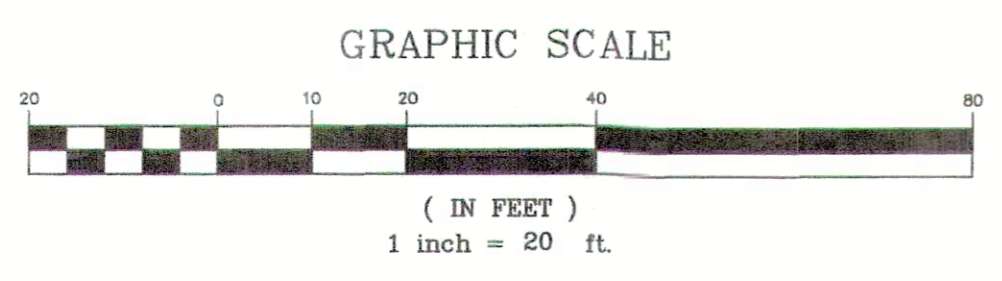 GRAPHIC SCALE
20 0 10 20 40 80
( IN FEET )
1 inch = 20 ft.